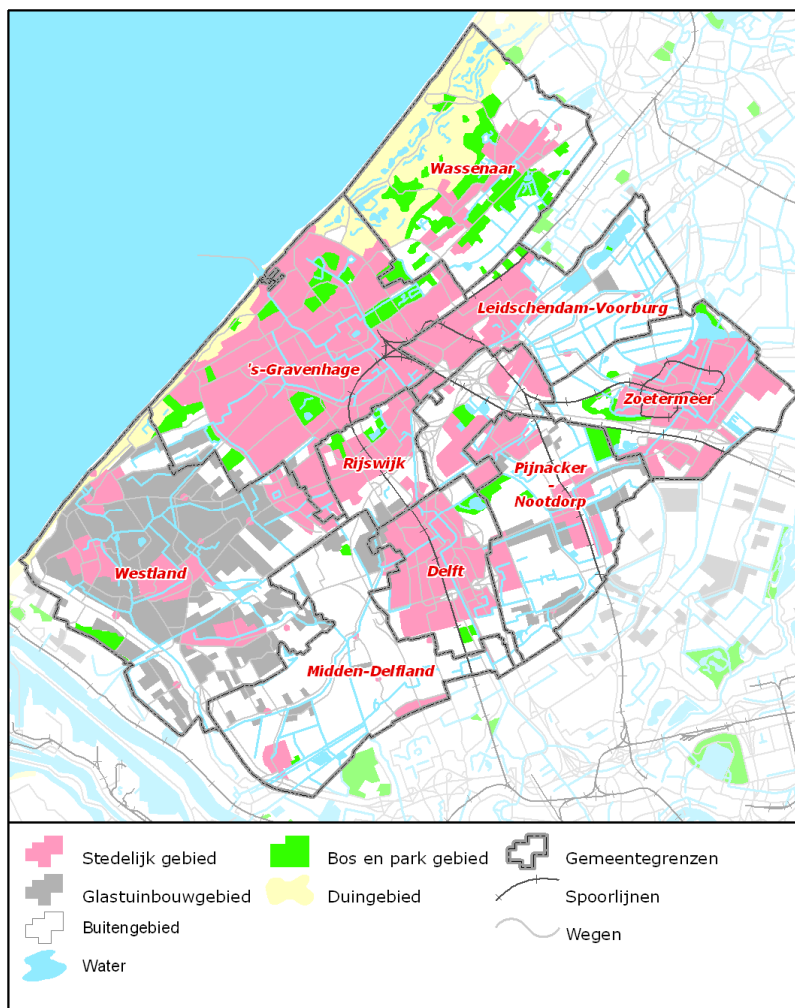 Wassenaar
Leidschendam-Voorburg
's-Gravenhage
Zoetermeer
Rijswijk
Pijnacker
-
Nootdorp
Westland
Delft
Midden-Delfland
Stedelijk gebied
Bos en park gebied
Gemeentegrenzen
Glastuinbouwgebied
Duingebied
Spoorlijnen
Buitengebied
Wegen
Water